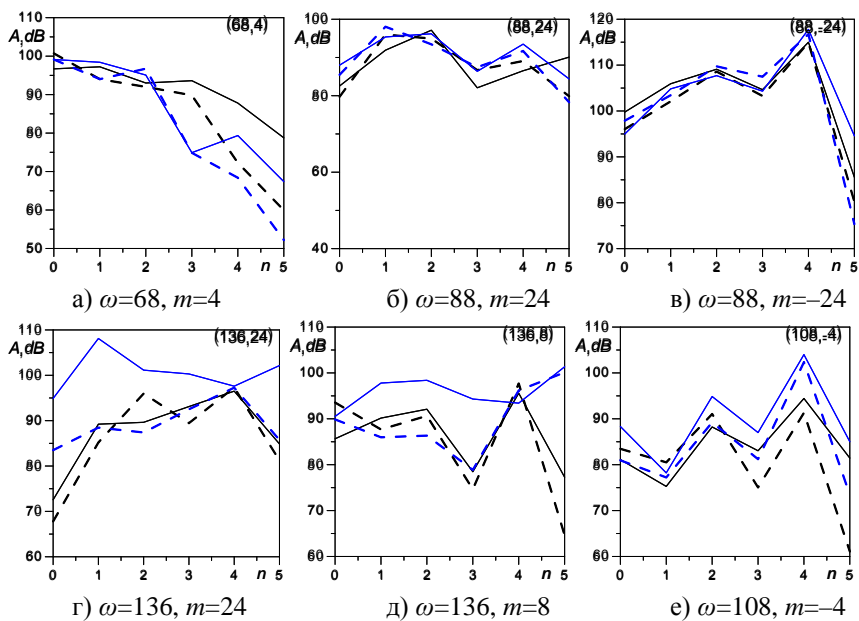 A,dB
(68,4)
110
100
90
80
70
60
50
0 1 2 3 4 n 5
а) ω=68, m=4
A,dB
(88,24)
100
80
60
40
0 1 2 3 4 n 5
б) ω=88, m=24
A,dB
(88,-24)
120
110
100
90
80
70
0 1 2 3 4 n 5
в) ω=88, m=–24
A,dB
(136,24)
110
100
90
80
70
60
0 1 2 3 4 n 5
г) ω=136, m=24
A,dB
(136,8)
110
100
90
80
70
60
0 1 2 3 4 n 5
д) ω=136, m=8
A,dB
(108,-4)
110
100
90
80
70
60
0 1 2 3 4 n 5
е) ω=108, m=–4